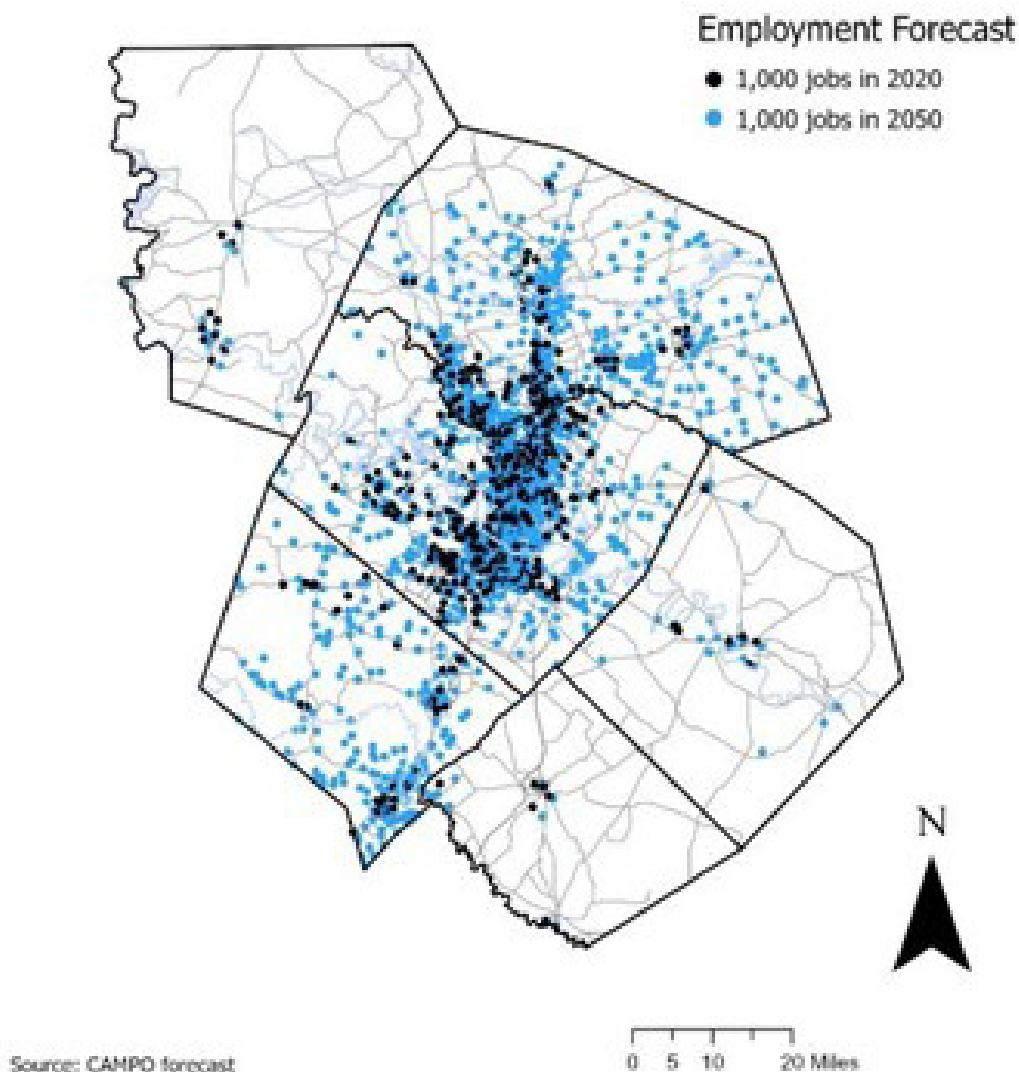 Employment Forecast
1,000 jobs in 2020
1,000 jobs in 2050
N
0 5 10 20 Miles
Source: CAMPO forecast